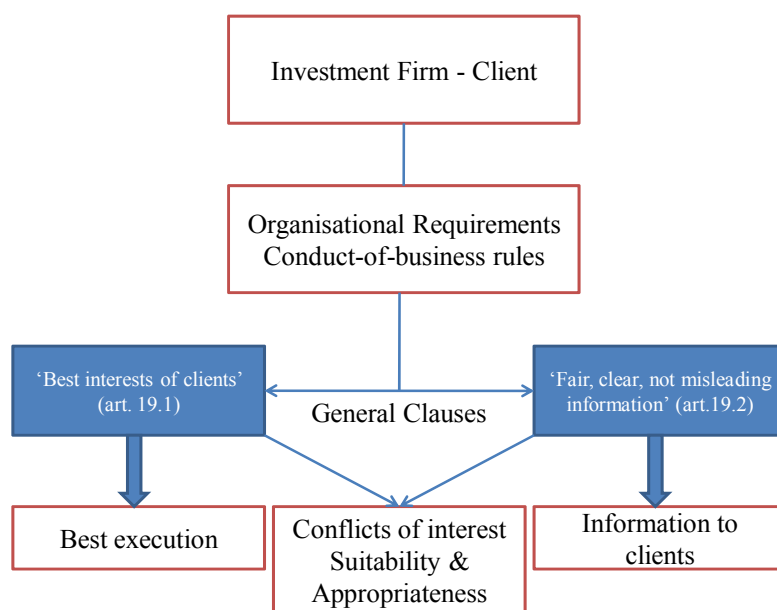 Investment Firm - Client
Organisational Requirements
Conduct-of-business rules
‘Best interests of clients’
(art. 19.1)
‘Fair, clear, not misleading
information’ (art.19.2)
General Clauses
Best execution
Conflicts of interest
Suitability &
Appropriateness
Information to
clients